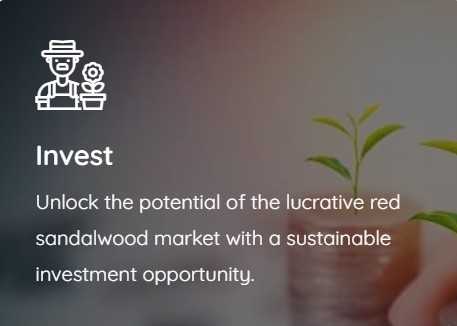 Invest
Unlock the potential of the lucrative red
sandalwood market with a sustainable
investment opportunity.